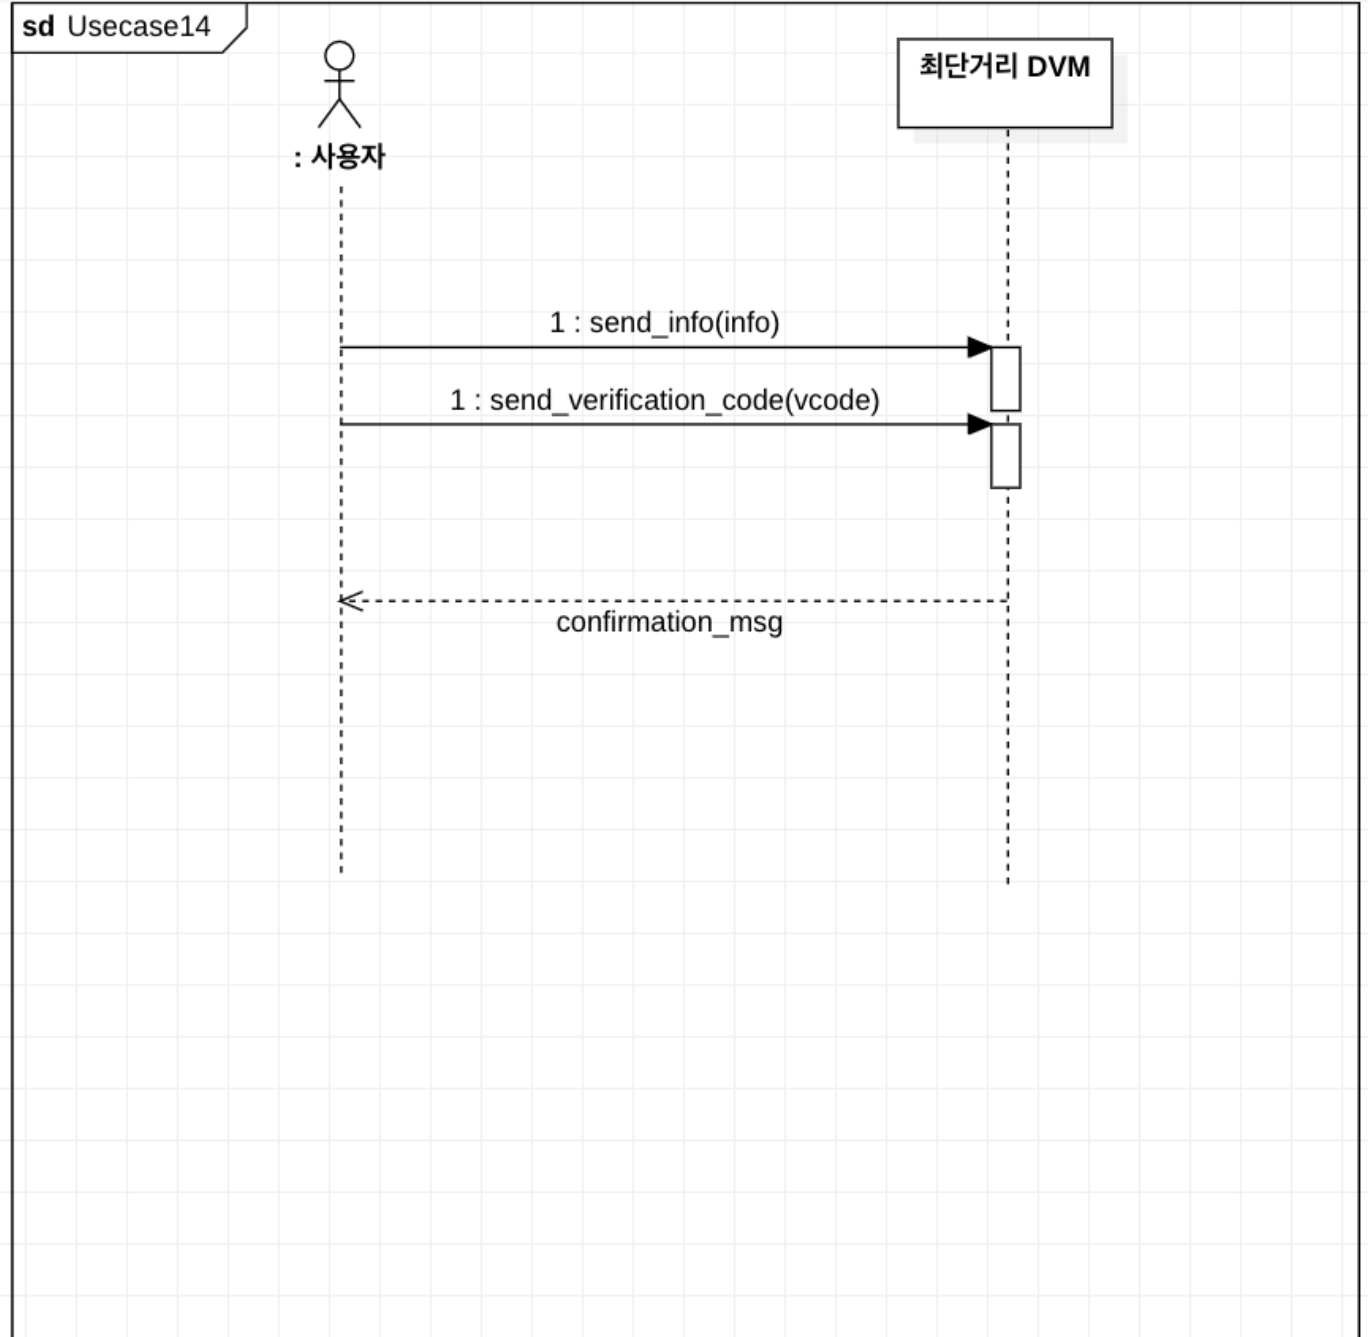 sd Usecase14
최단거리 DVM
: 사용자
1 : send_info(info)
1 : send_verification_code(vcode)
confirmation_msg